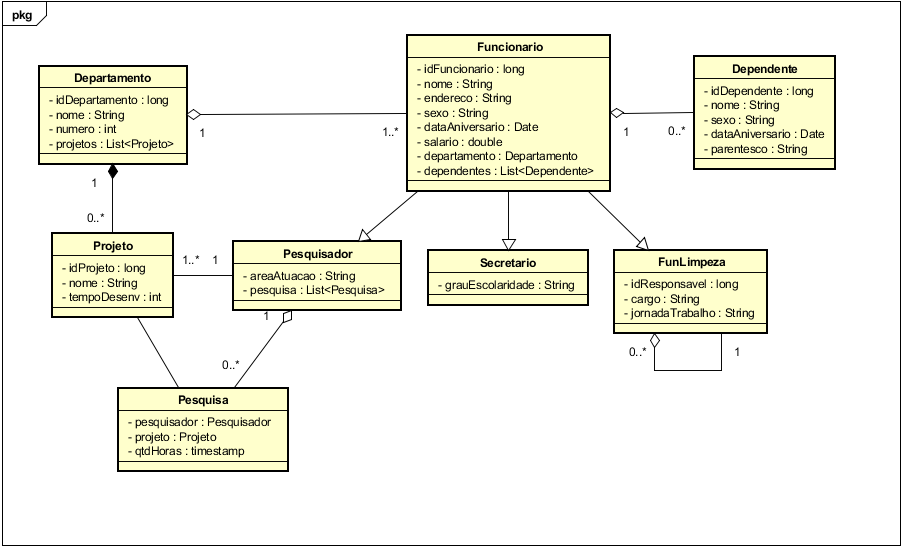 pkg
Departamento
- idDepartamento : long
- nome : String
- numero : int
- projetos : List<Projeto>
1
1..*
Funcionario
- idFuncionario : long
- nome : String
- endereco : String
- sexo : String
- dataAniversario : Date
- salario : double
- departamento : Departamento
- dependentes : List<Dependente>
1
0..*
Dependente
- idDependente : long
- nome : String
- sexo : String
- dataAniversario : Date
- parentesco : String
1
0..*
Projeto
- idProjeto : long
- nome : String
- tempoDesenv : int
1..*
1
Pesquisador
- areaAtuacao : String
- pesquisa : List<Pesquisa>
1
0..*
Secretario
- grauEscolaridade : String
FunLimpeza
- idResponsavel : long
- cargo : String
- jornadaTrabalho : String
0..*
1
Pesquisa
- pesquisador : Pesquisador
- projeto : Projeto
- qtdHoras : timestamp